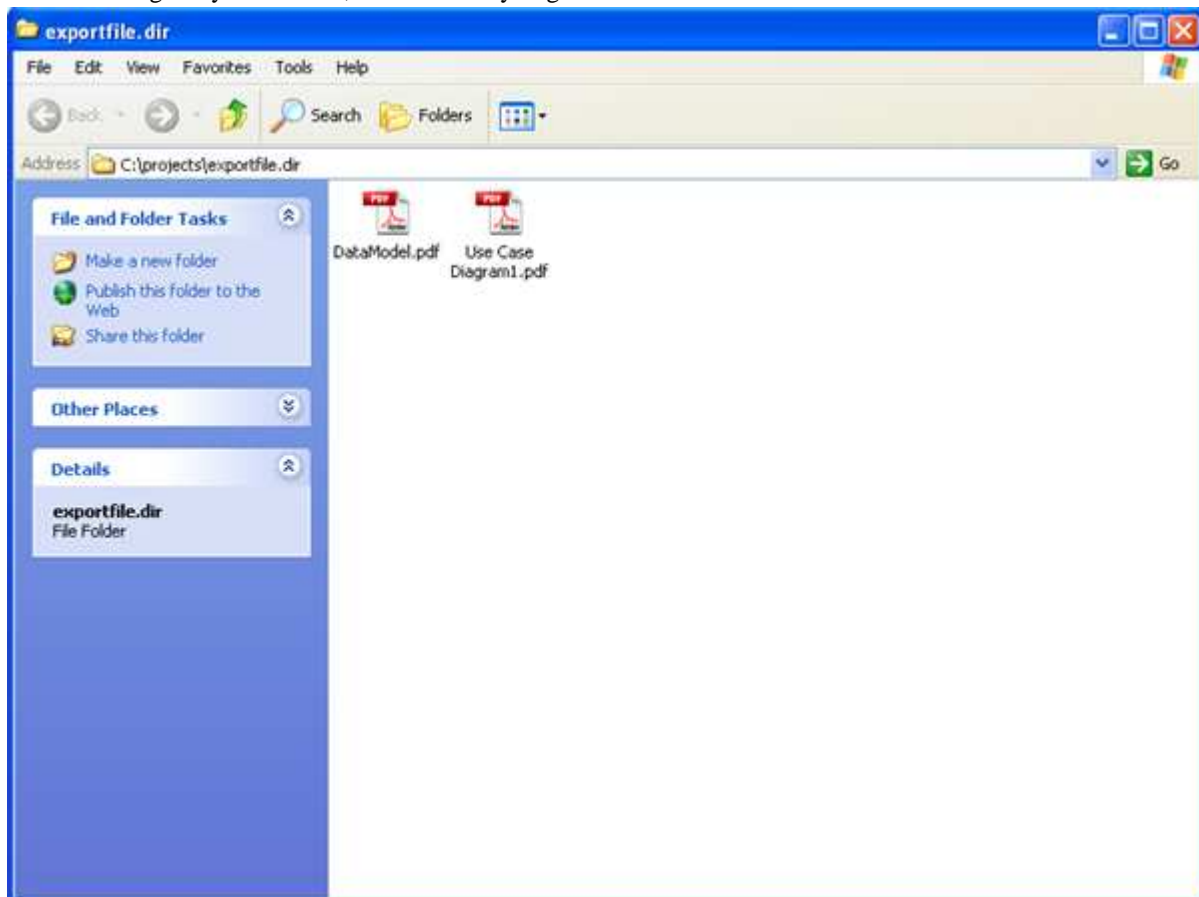 exportfile.dir
File Edit View Favorites Tools Help
Back Search Folders
Address C:\projects\exportfile.dir Go
File and Folder Tasks
Make a new folder
Publish this folder to the
Web
Share this folder
Other Places
Details
exportfile.dir
File Folder
PDF
DataModel.pdf
PDF
Use Case
Diagram1.pdf